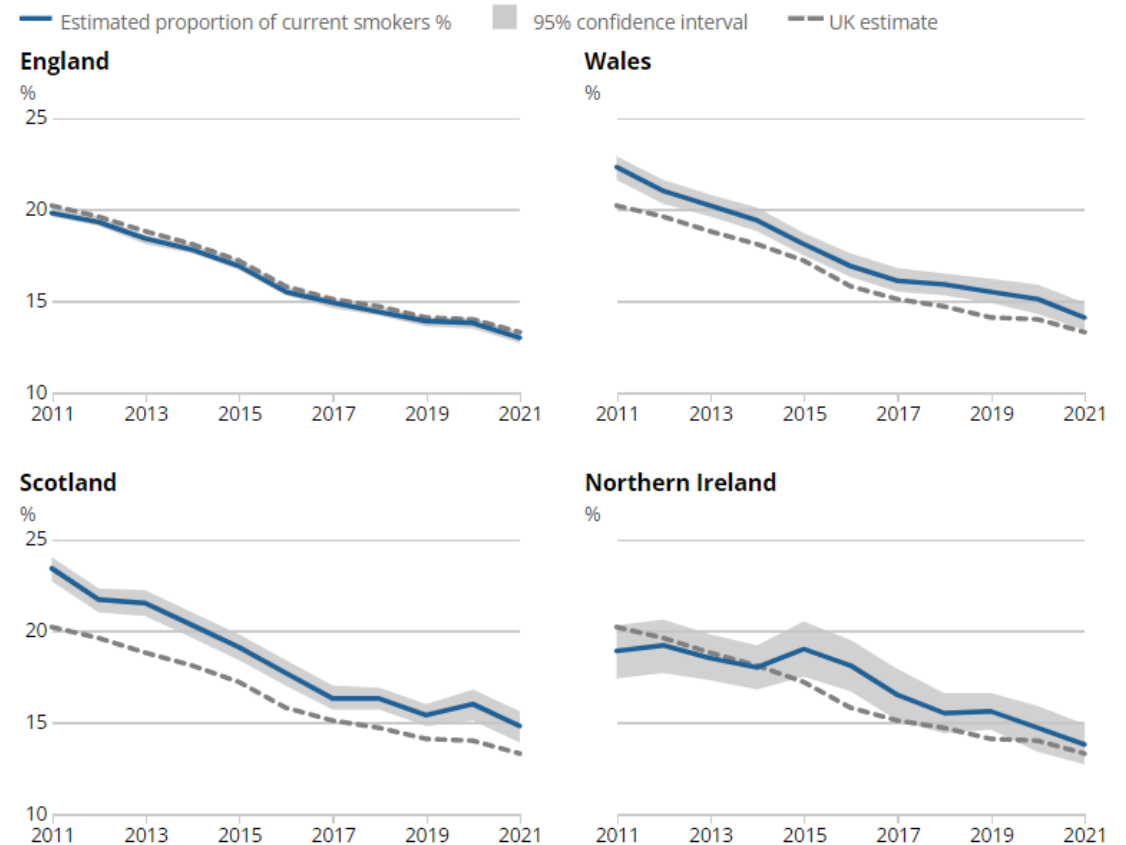 Estimated proportion of current smokers % 95% confidence interval UK estimate
England Wales
% %
25
20
15
10
2011 2013 2015 2017 2019 2021 2011 2013 2015 2017 2019 2021
Scotland Northern Ireland
% %
25
20
15
10
2011 2013 2015 2017 2019 2021 2011 2013 2015 2017 2019 2021